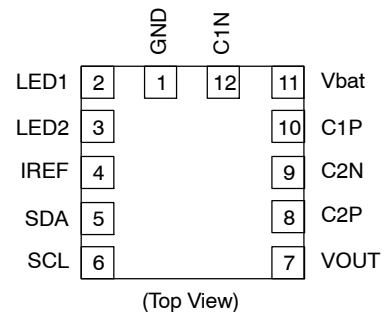 GND C1N
LED1 2 1 12 11 Vbat
LED2 3 10 C1P
IREF 4 9 C2N
SDA 5 8 C2P
SCL 6 7 VOUT
(Top View)